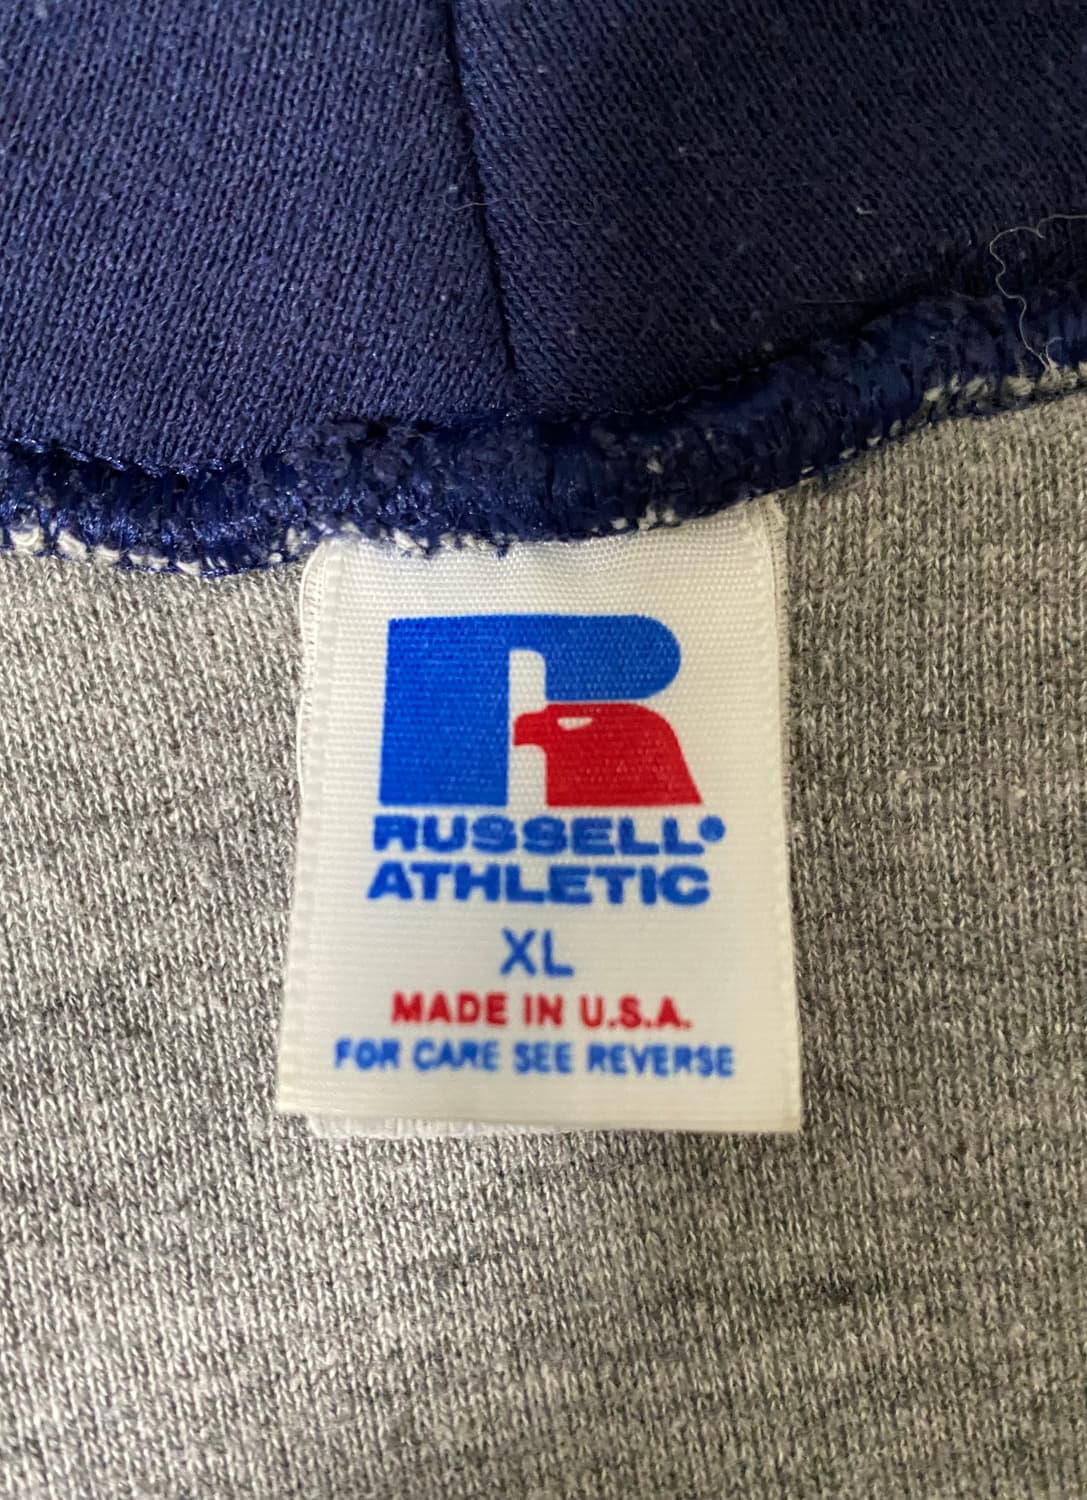 R
RUSSELL®
ATHLETIC
XL
MADE IN U.S.A.
FOR CARE SEE REVERSE